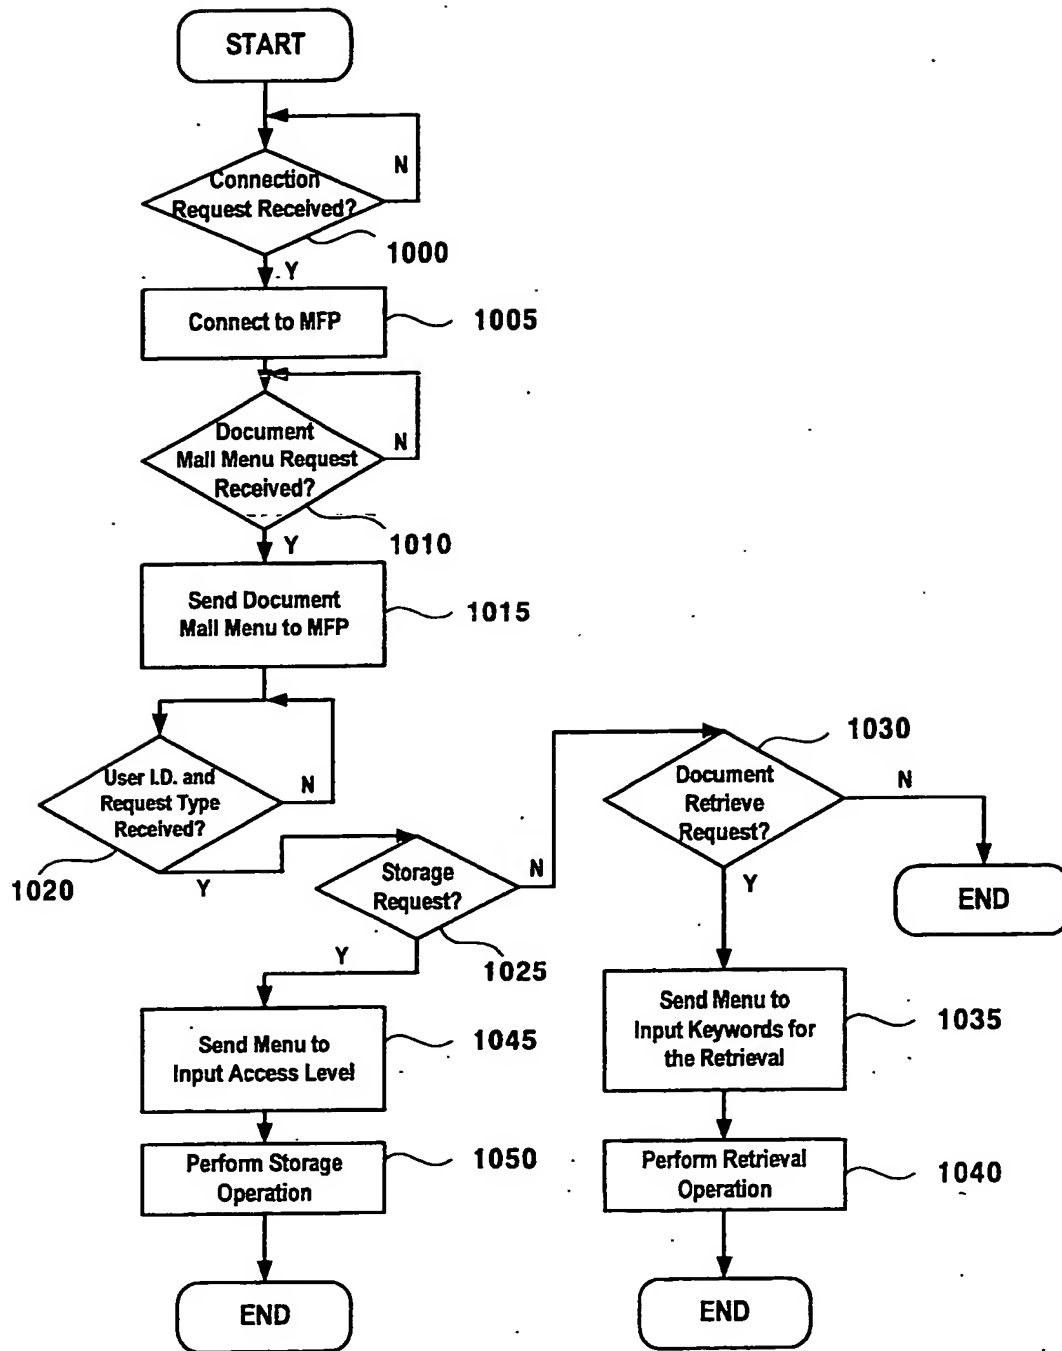 START
Connection
Request Received?
N
1000
Y
Connect to MFP
1005
Document
Mail Menu Request
Received?
N
1010
Y
Send Document
Mail Menu to MFP
1015
User I.D. and
Request Type
Received?
N
1020
Y
Storage
Request?
N
1025
Y
1030
Document
Retrieve
Request?
N
Y
END
Send Menu to
Input Access Level
1045
Send Menu to
Input Keywords for
the Retrieval
1035
Perform Storage
Operation
1050
Perform Retrieval
Operation
1040
END
END